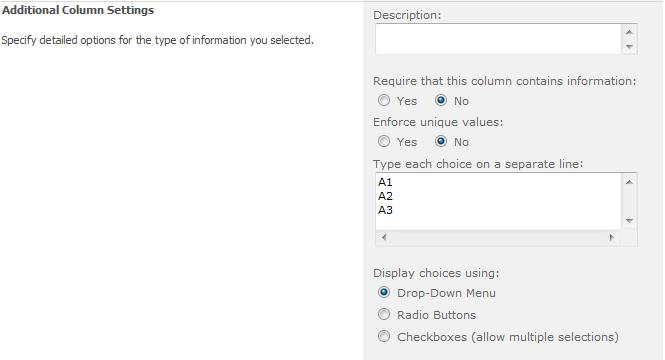 Additional Column Settings
Specify detailed options for the type of information you selected.
Description:
Require that this column contains information:
Yes No
Enforce unique values:
Yes No
Type each choice on a separate line:
A1
A2
A3
Display choices using:
Drop-Down Menu
Radio Buttons
Checkboxes (allow multiple selections)